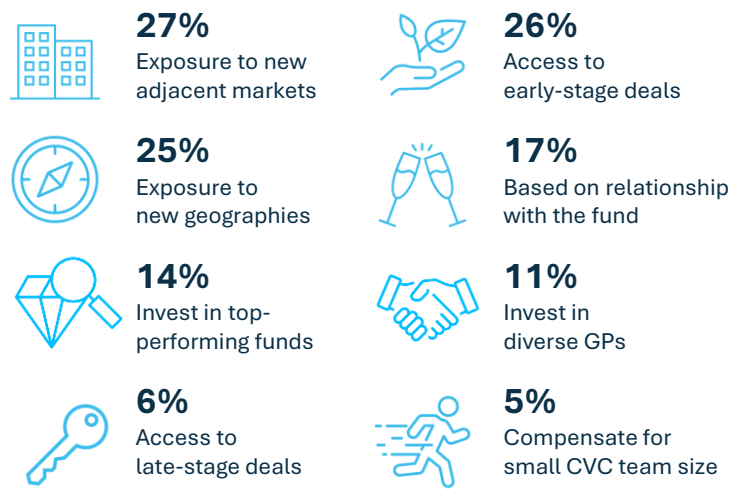 27%
Exposure to new
adjacent markets
26%
Access to
early-stage deals
25%
Exposure to
new geographies
17%
Based on relationship
with the fund
14%
Invest in top-
performing funds
11%
Invest in
diverse GPs
6%
Access to
late-stage deals
5%
Compensate for
small CVC team size